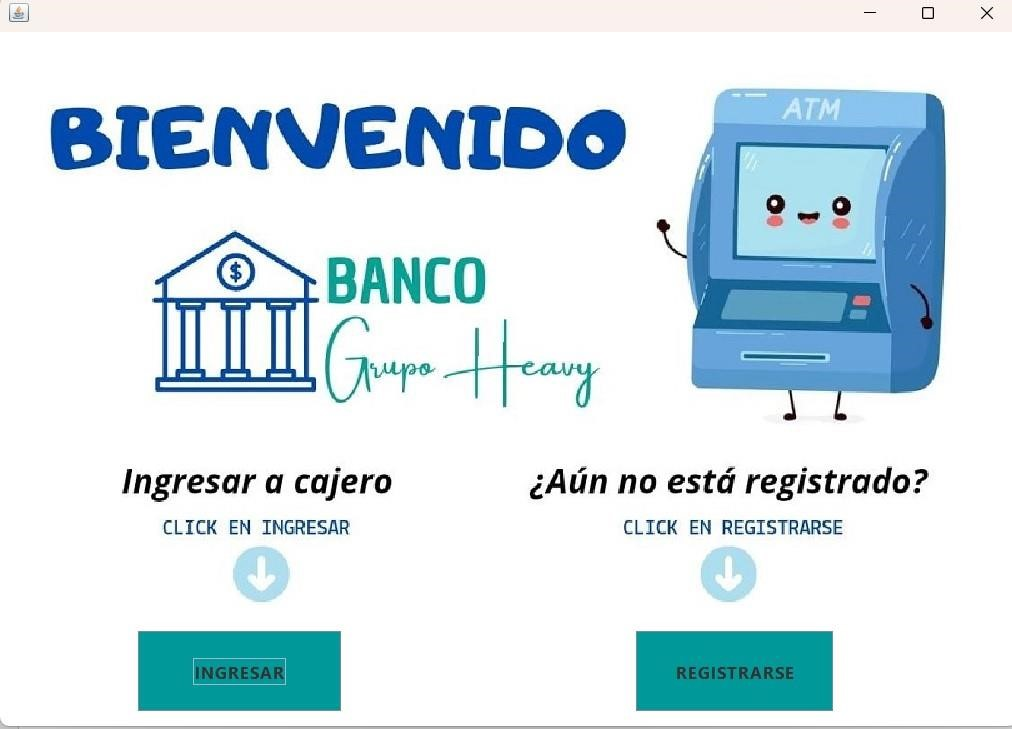 BIENVENIDO
ATM
$
BANCO
Grupo Heavy
Ingresar a cajero
¿Aún no está registrado?
CLICK EN INGRESAR
CLICK EN REGISTRARSE
INGRESAR
REGISTRARSE